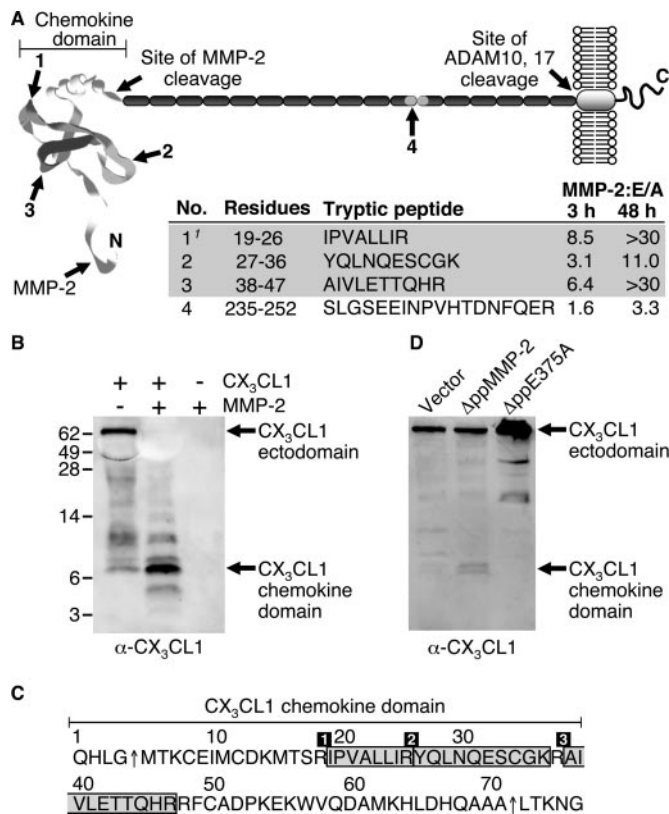 A
Chemokine
domain
Site of MMP-2
cleavage
Site of
ADAM10, 17
cleavage
C
1
2
3
4
N
MMP-2
MMP-2:E/A
No. Residues Tryptic peptide 3 h 48 h
1¹ 19-26 IPVALLIR 8.5 >30
2 27-36 YQLNQESCGK 3.1 11.0
3 38-47 AIVLETTQHR 6.4 >30
4 235-252 SLGSEEINPVHTDNFQER 1.6 3.3
B
+ + - CX₃CL1
- + + MMP-2
62
49
28
14
6
3
CX₃CL1
ectodomain
CX₃CL1
chemokine
domain
α-CX₃CL1
D
Vector
ΔppMMP-2
ΔppE375A
CX₃CL1
ectodomain
CX₃CL1
chemokine
domain
α-CX₃CL1
C
CX₃CL1 chemokine domain
1 10 1 20 2 30 3
QHLG↑MTKCEIMCDKMTSRIPVALLIRYQLNQESCGKRAI
40 50 60 70
VLETTQHRRFCADPKEKWVQDAMKHLDHQAAA↑LTKNG